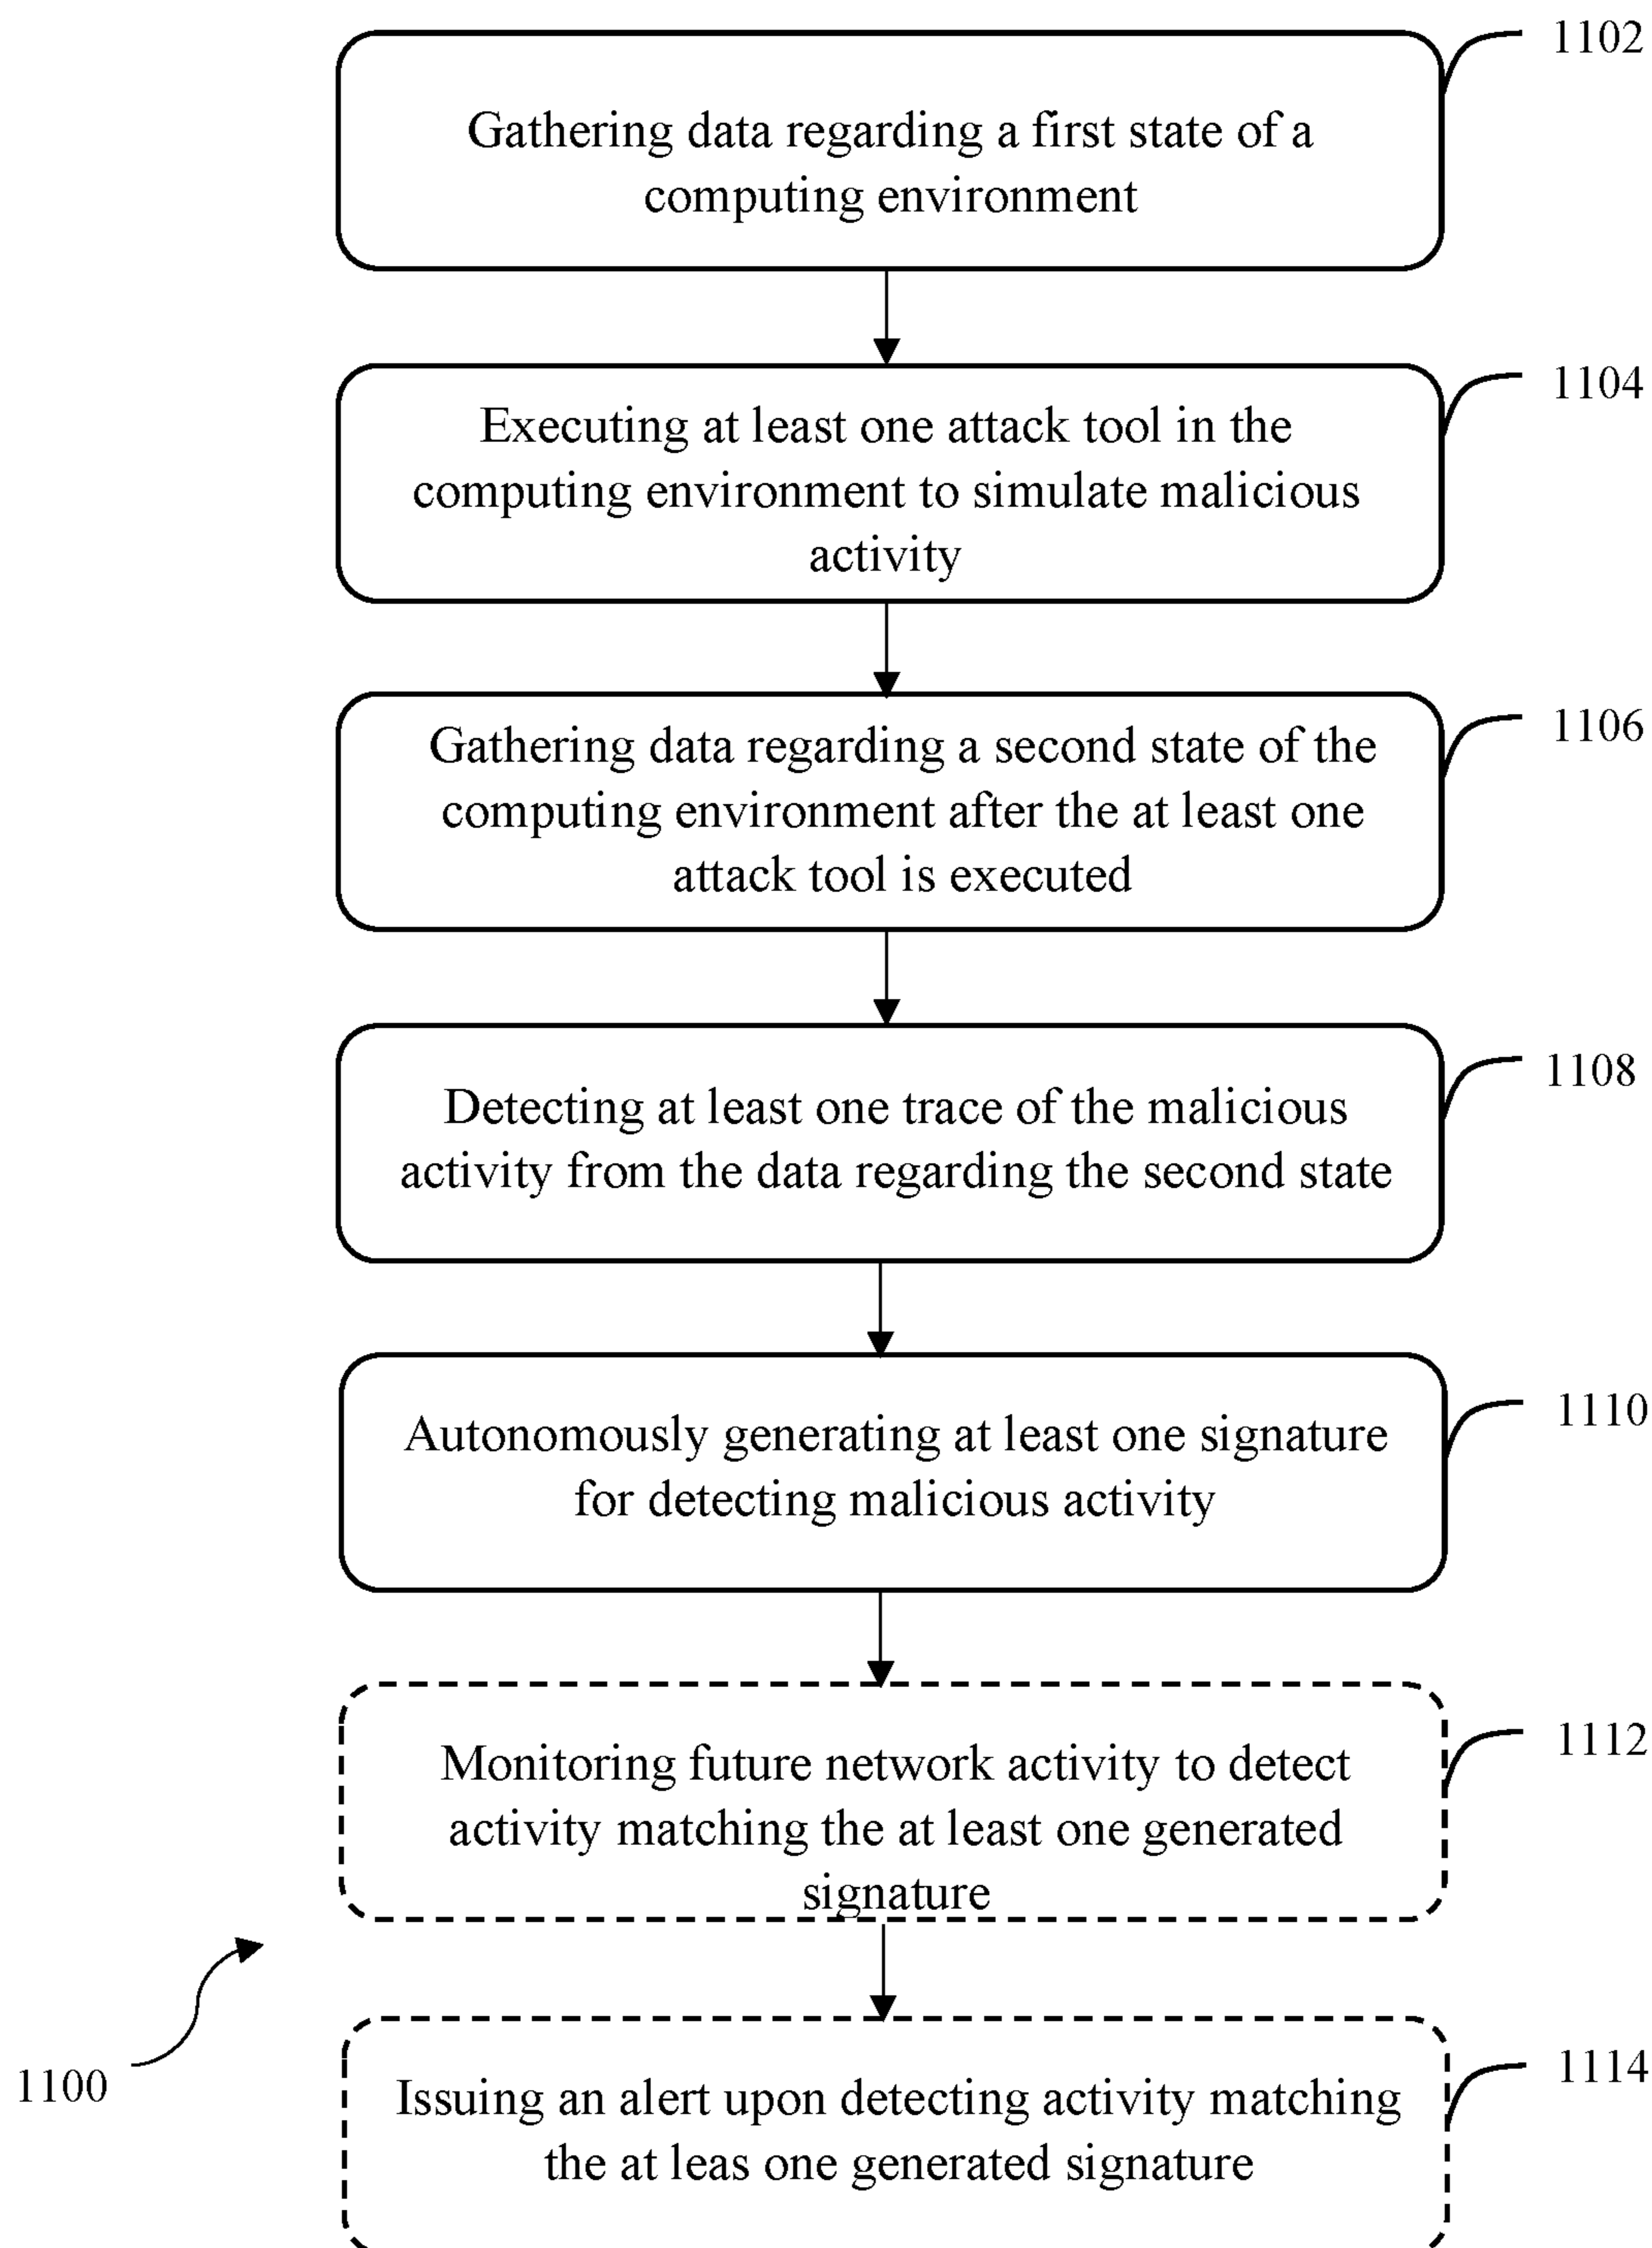 1102
Gathering data regarding a first state of a
computing environment
1104
Executing at least one attack tool in the
computing environment to simulate malicious
activity
1106
Gathering data regarding a second state of the
computing environment after the at least one
attack tool is executed
1108
Detecting at least one trace of the malicious
activity from the data regarding the second state
1110
Autonomously generating at least one signature
for detecting malicious activity
1112
Monitoring future network activity to detect
activity matching the at least one generated
signature
1114
Issuing an alert upon detecting activity matching
the at leas one generated signature
1100